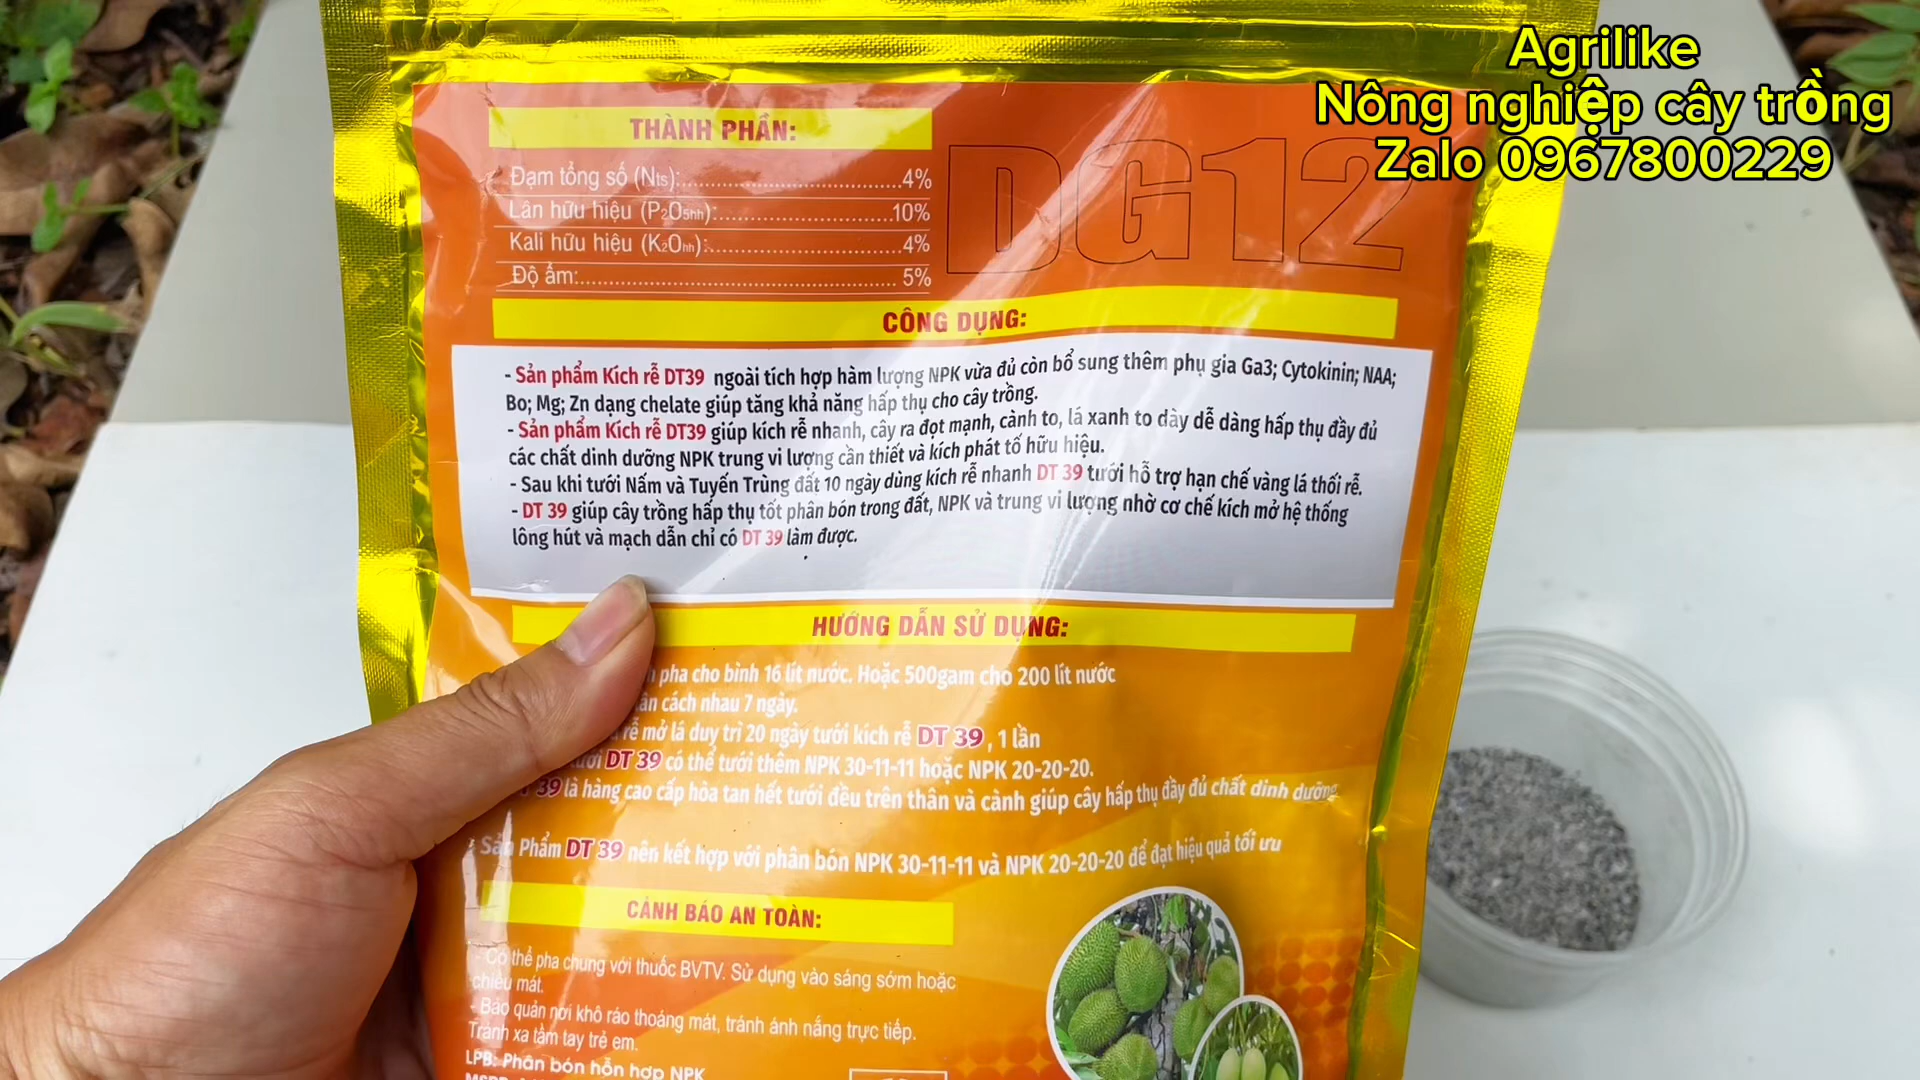 Agrilike
Nông nghiệp cây trồng
Zalo 0967800229
THÀNH PHẦN:
Đạm tổng số (Nts):..........4%
Lân hữu hiệu (P2O5hh):..........10%
Kali hữu hiệu (K2Ohh):..........4%
Độ ẩm:..........5%
DG12
CÔNG DỤNG:
- Sản phẩm Kích rễ DT39 ngoài tích hợp hàm lượng NPK vừa đủ còn bổ sung thêm phụ gia Ga3; Cytokinin; NAA;
Bo; Mg; Zn dạng chelate giúp tăng khả năng hấp thụ cho cây trồng.
- Sản phẩm Kích rễ DT39 giúp kích rễ nhanh, cây ra đọt mạnh, cành to, lá xanh to dày dễ dàng hấp thụ đầy đủ
các chất dinh dưỡng NPK trung vi lượng cần thiết và kích phát tố hữu hiệu.
- Sau khi tưới Nấm và Tuyến Trùng đất 10 ngày dùng kích rễ nhanh DT 39 tưới hỗ trợ hạn chế vàng lá thối rễ.
- DT 39 giúp cây trồng hấp thụ tốt phân bón trong đất, NPK và trung vi lượng nhờ cơ chế kích mở hệ thống
lông hút và mạch dẫn chỉ có DT 39 làm được.
HƯỚNG DẪN SỬ DỤNG:
pha cho bình 16 lít nước. Hoặc 500gam cho 200 lít nước
cách nhau 7 ngày.
rễ mở lá duy trì 20 ngày tưới kích rễ DT 39 , 1 lần
DT 39 có thể tưới thêm NPK 30-11-11 hoặc NPK 20-20-20.
39 là hàng cao cấp hòa tan hết tưới đều trên thân và cành giúp cây hấp thụ đầy đủ chất dinh dưỡng
Sản Phẩm DT 39 nên kết hợp với phân bón NPK 30-11-11 và NPK 20-20-20 để đạt hiệu quả tối ưu
CẢNH BÁO AN TOÀN:
- Có thể pha chung với thuốc BVTV. Sử dụng vào sáng sớm hoặc
chiều mát.
- Bảo quản nơi khô ráo thoáng mát, tránh ánh nắng trực tiếp.
Tránh xa tầm tay trẻ em.
LPB: Phân bón hỗn hợp NPK